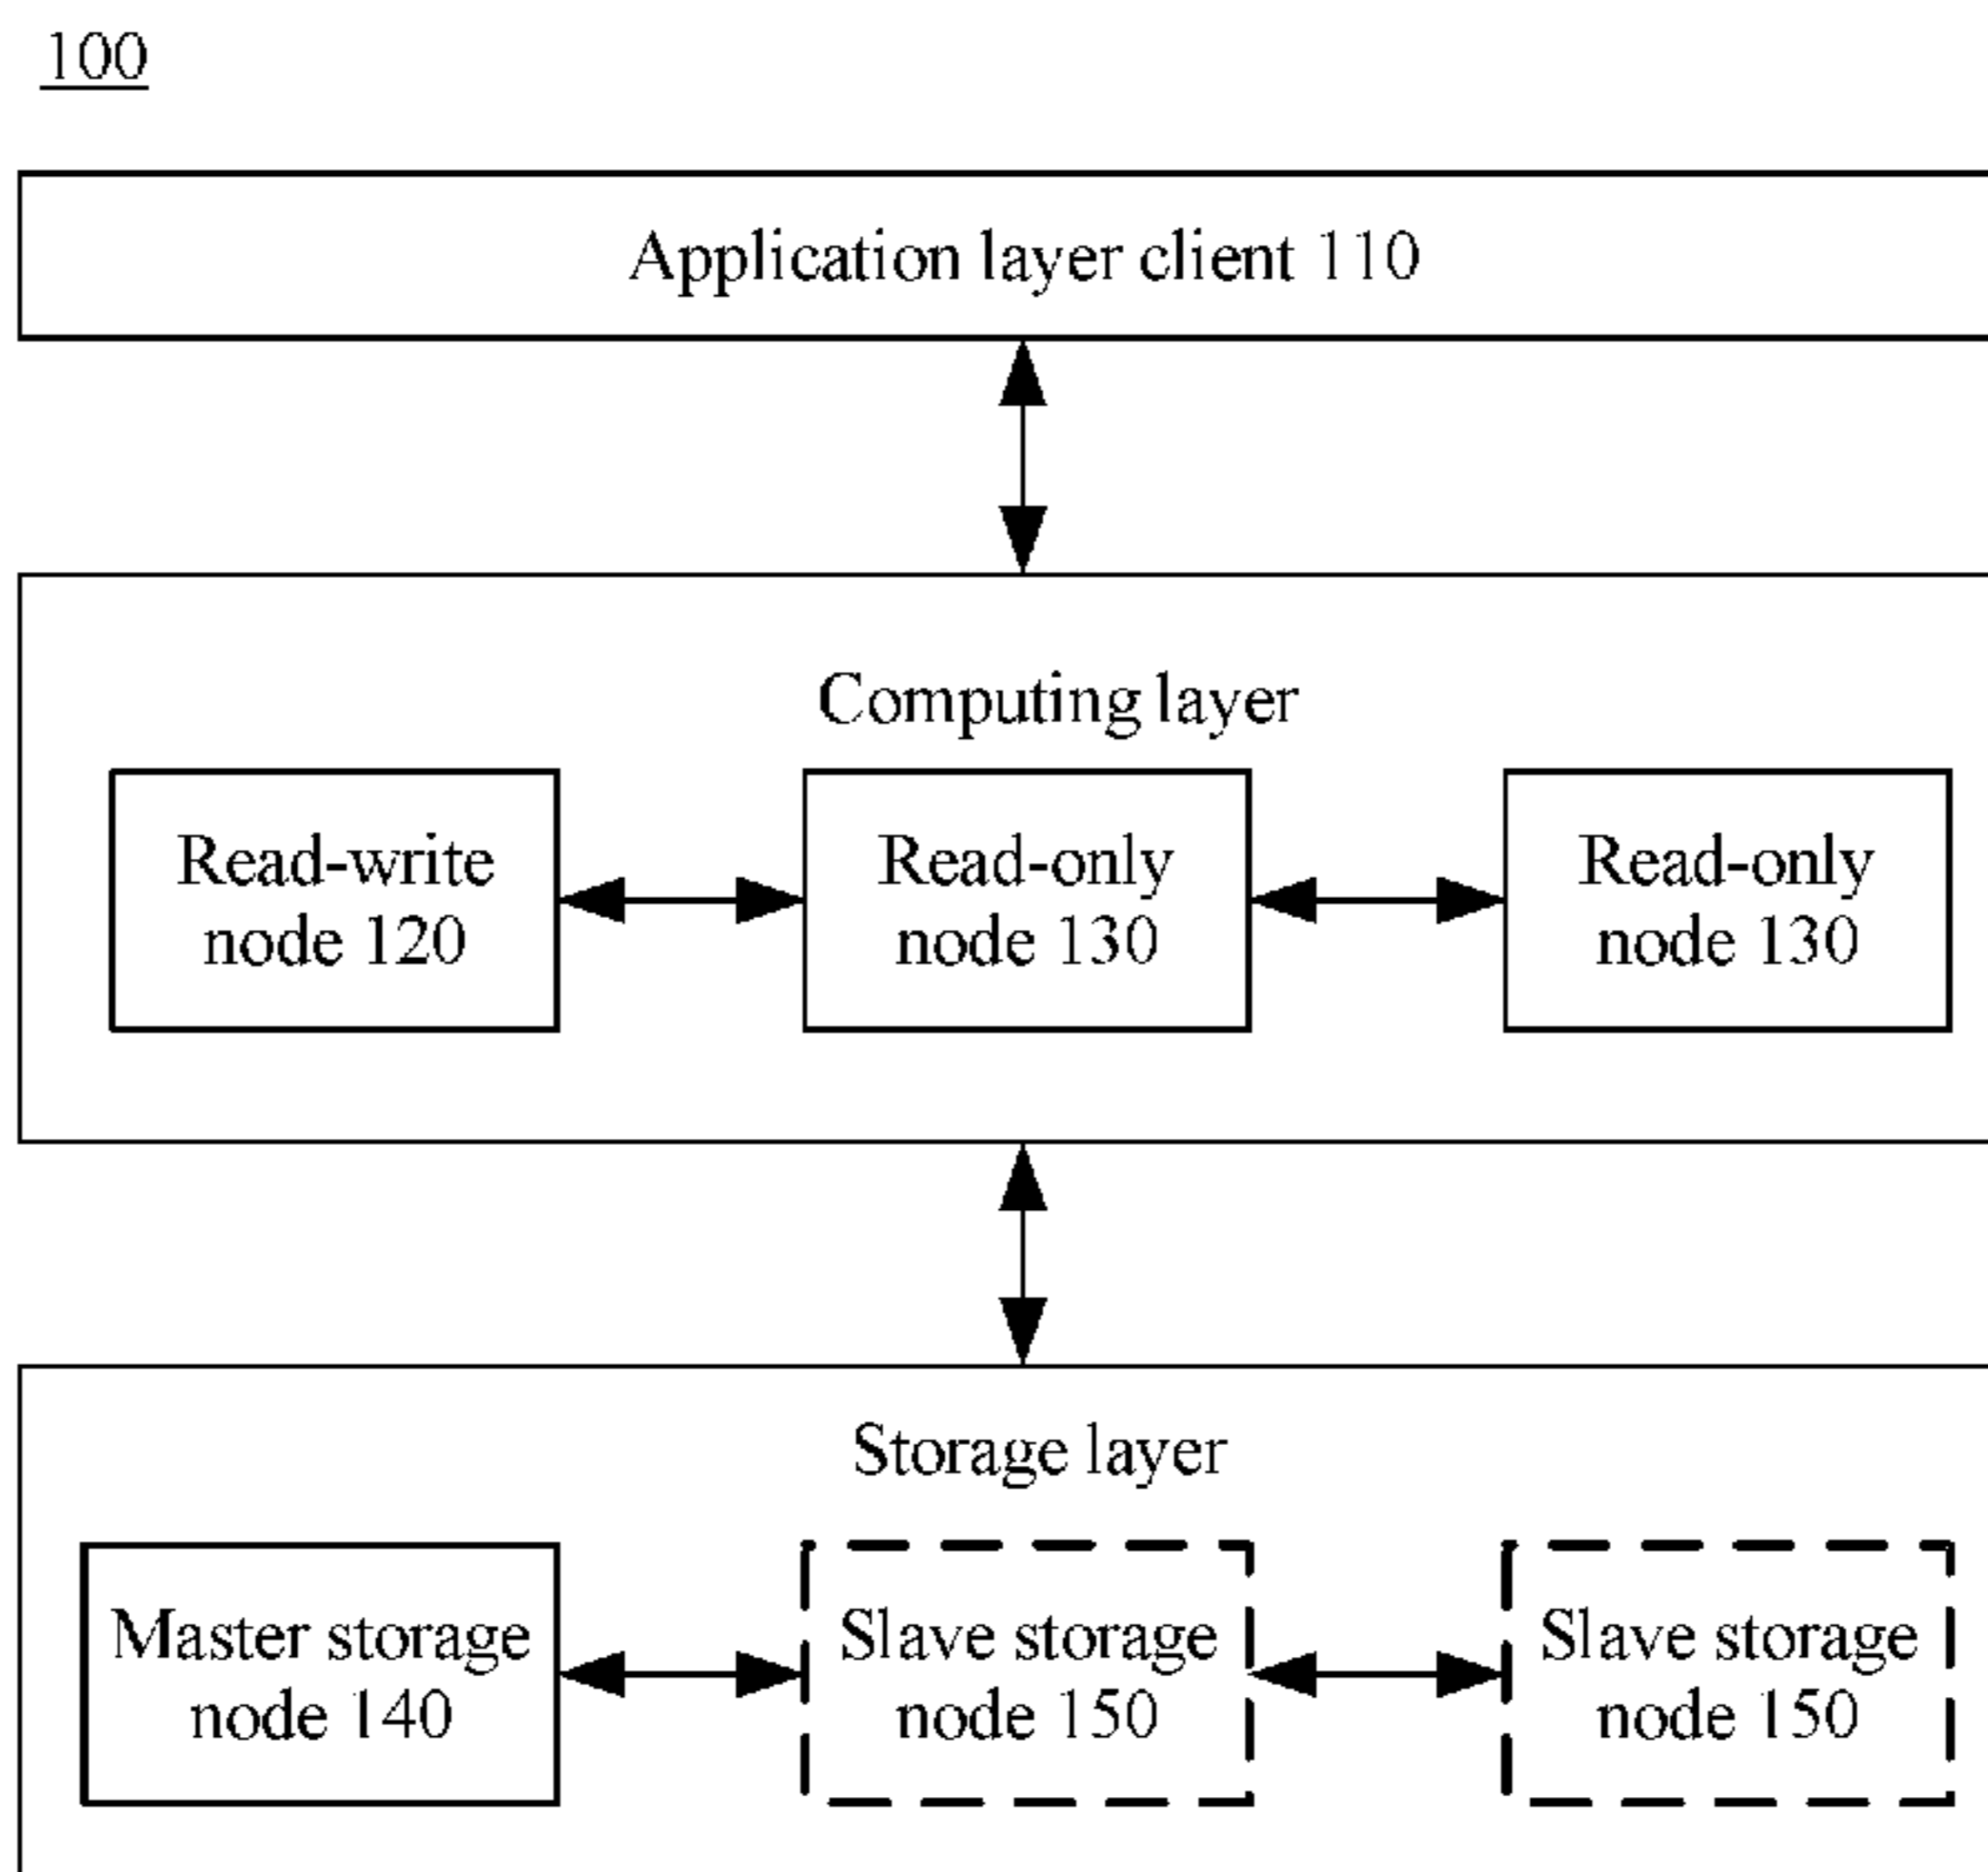 100
Application layer client 110
Computing layer
Read-write
node 120
Read-only
node 130
Read-only
node 130
Storage layer
Master storage
node 140
Slave storage
node 150
Slave storage
node 150